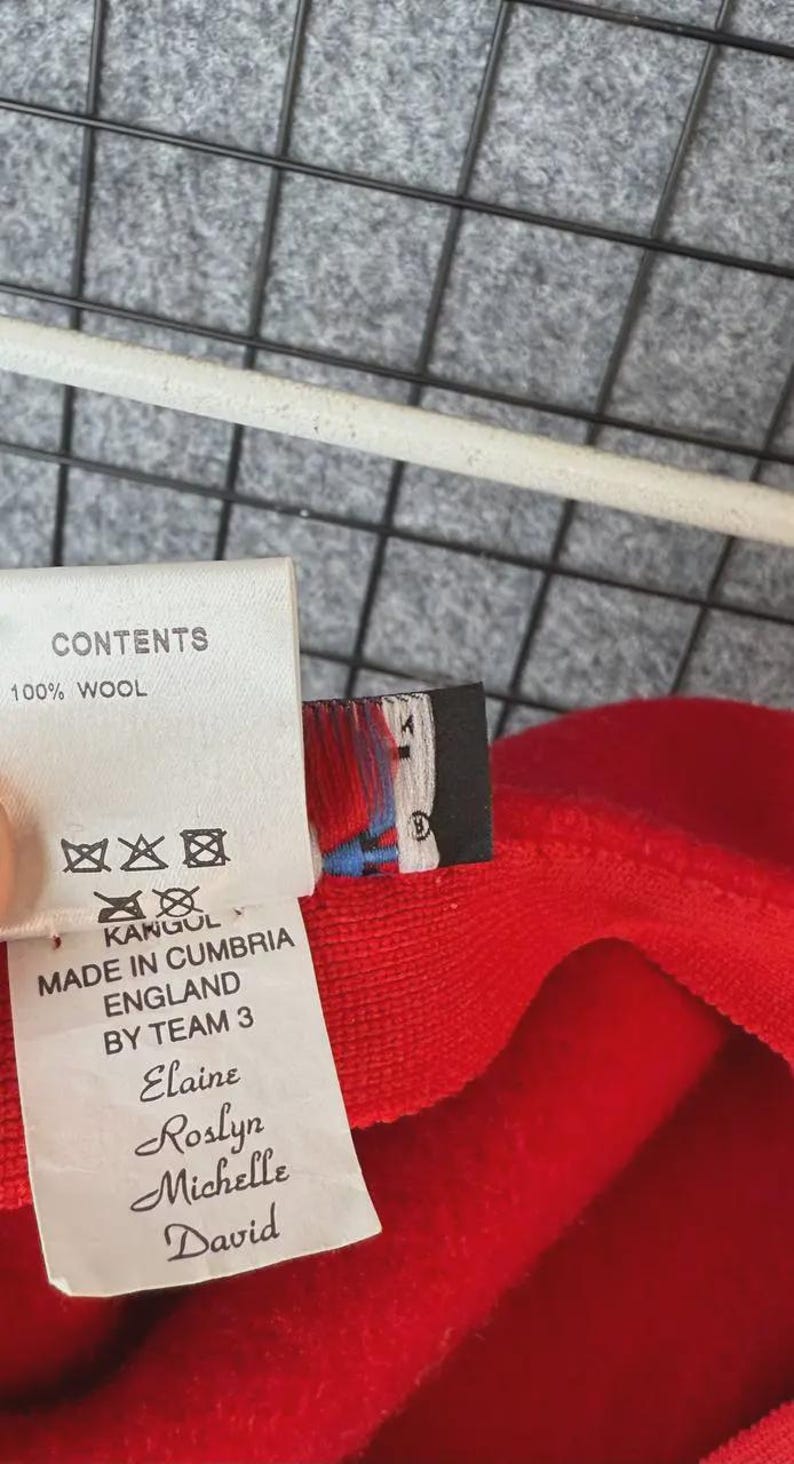 CONTENTS
100% WOOL
®
KANGOL
MADE IN CUMBRIA
ENGLAND
BY TEAM 3
Elaine
Roslyn
Michelle
David